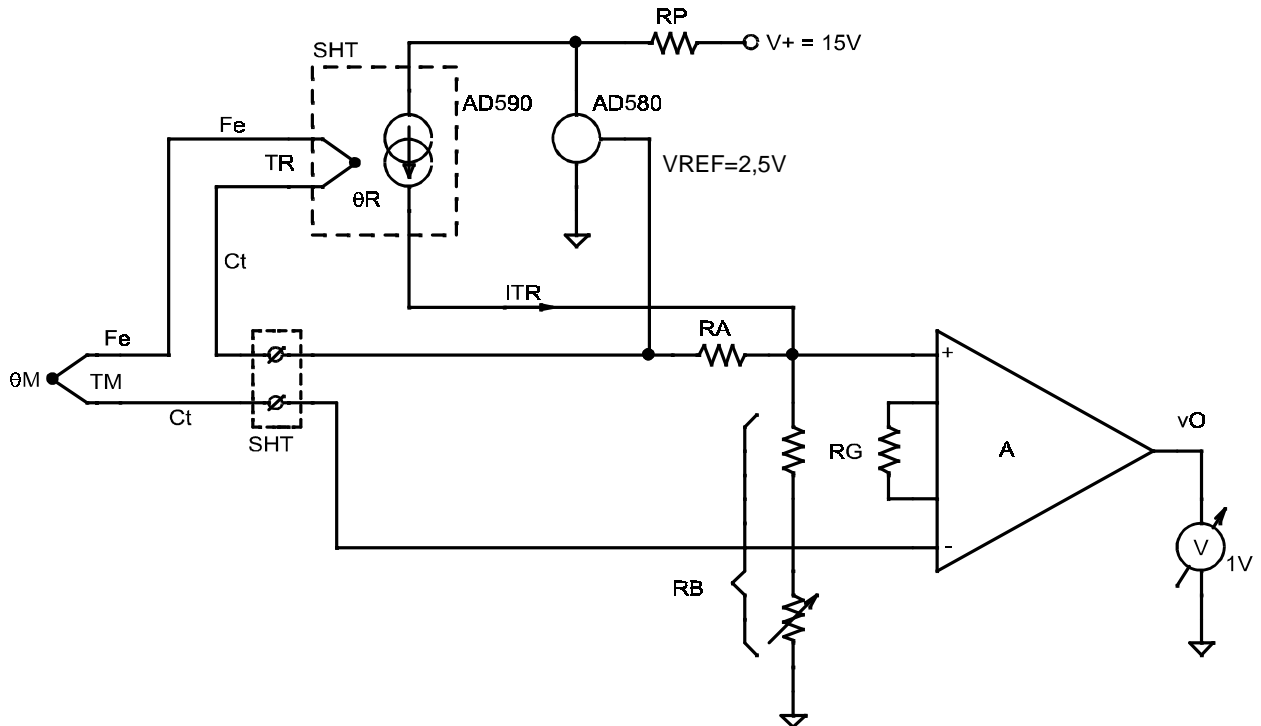 RP
V+ = 15V
SHT
AD590
AD580
Fe
TR
VREF=2,5V
θR
Ct
ITR
RA
Fe
θM
TM
+
Ct
SHT
vO
RG
A
-
V
1V
RB